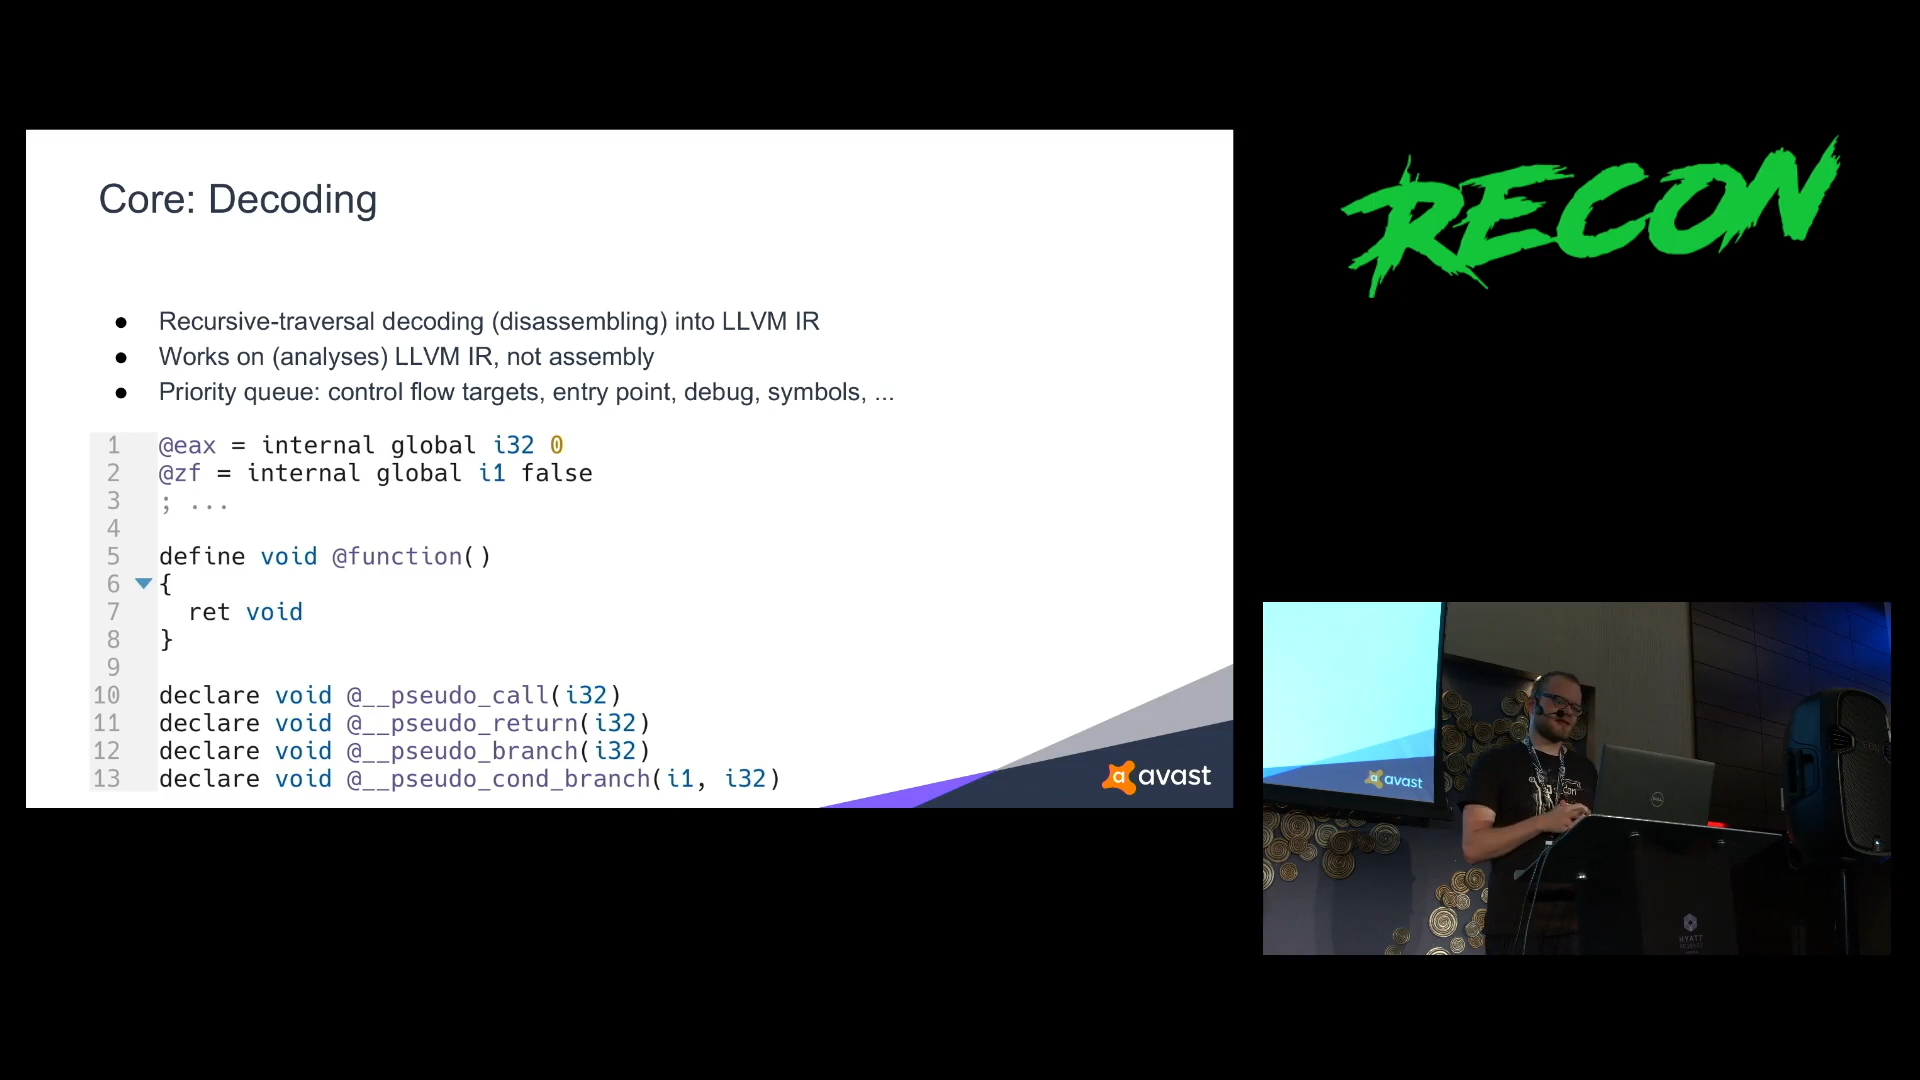 Core: Decoding
● Recursive-traversal decoding (disassembling) into LLVM IR
● Works on (analyses) LLVM IR, not assembly
● Priority queue: control flow targets, entry point, debug, symbols, ...
1 @eax = internal global i32 0
2 @zf = internal global i1 false
3 ; ...
4
5 define void @function()
6 {
7 ret void
8 }
9
10 declare void @__pseudo_call(i32)
11 declare void @__pseudo_return(i32)
12 declare void @__pseudo_branch(i32)
13 declare void @__pseudo_cond_branch(i1, i32)
avast
RECON
avast
DELL
HYATT